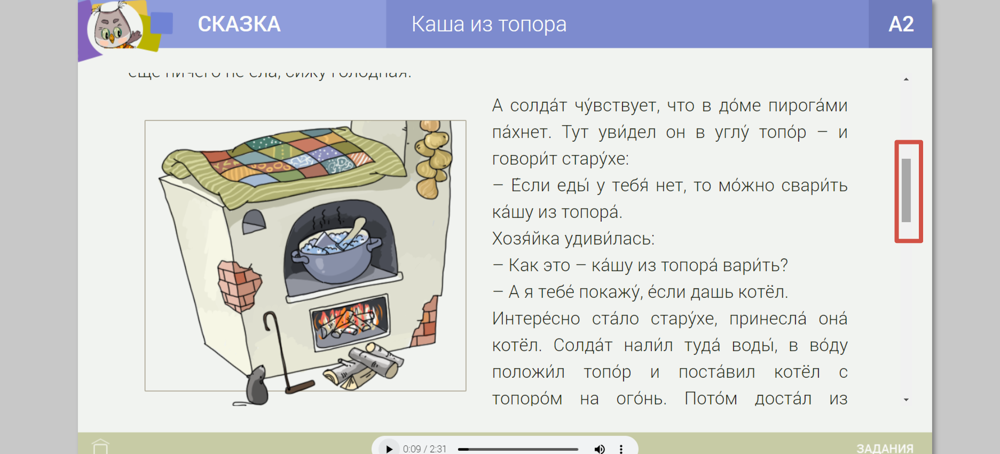 СКАЗКА
Каша из топора
А2
ещё ничего не ела, сижу голодная.
А солда́т чу́вствует, что в до́ме пирога́ми
па́хнет. Тут уви́дел он в углу́ топо́р – и
говори́т стару́хе:
– Е́сли еды́ у тебя́ нет, то мо́жно свари́ть
ка́шу из топора́.
Хозя́йка удиви́лась:
– Как это – ка́шу из топора́ вари́ть?
– А я тебе́ покажу́, е́сли дашь котёл.
Интере́сно ста́ло стару́хе, принесла́ она́
котёл. Солда́т нали́л туда́ воды́, в во́ду
положи́л топо́р и поста́вил котёл с
топоро́м на ого́нь. Пото́м доста́л из
0:09 / 2:31
ЗАДАНИЯ